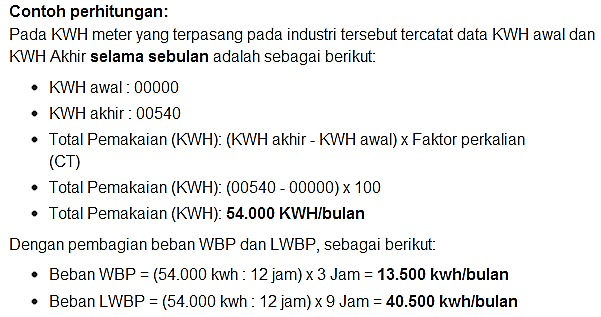 Contoh perhitungan:
Pada KWH meter yang terpasang pada industri tersebut tercatat data KWH awal dan
KWH Akhir selama sebulan adalah sebagai berikut:
• KWH awal : 00000
• KWH akhir : 00540
• Total Pemakaian (KWH): (KWH akhir - KWH awal) x Faktor perkalian
(CT)
• Total Pemakaian (KWH): (00540 - 00000) x 100
• Total Pemakaian (KWH): 54.000 KWH/bulan
Dengan pembagian beban WBP dan LWBP, sebagai berikut:
• Beban WBP = (54.000 kwh : 12 jam) x 3 Jam = 13.500 kwh/bulan
• Beban LWBP = (54.000 kwh : 12 jam) x 9 Jam = 40.500 kwh/bulan